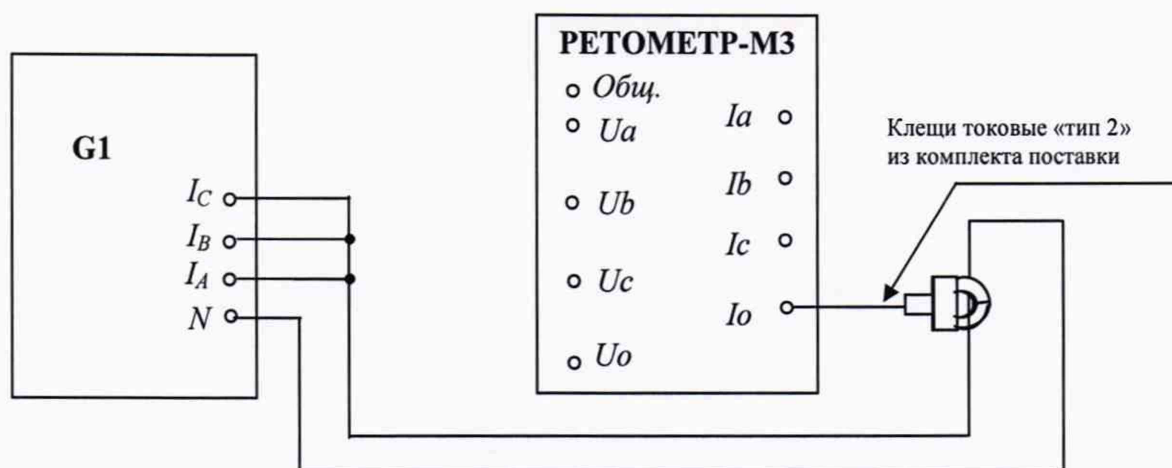 РЕТОМЕТР-М3
Общ.
Ua
Ub
Uc
Uo
Ia
Ib
Ic
Io
G1
IC
IB
IA
N
Клещи токовые «тип 2»
из комплекта поставки